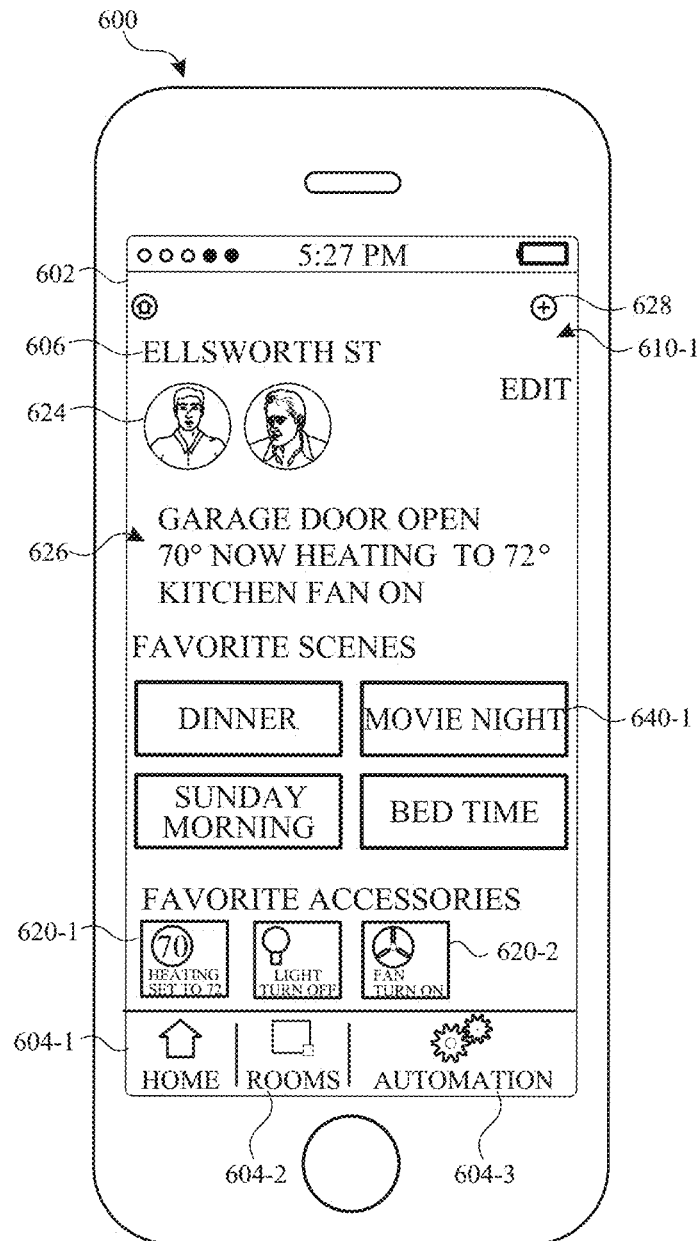 600
5:27 PM
602
628
606
ELLSWORTH ST
610-1
EDIT
624
626
GARAGE DOOR OPEN
70° NOW HEATING TO 72°
KITCHEN FAN ON
FAVORITE SCENES
DINNER
MOVIE NIGHT
640-1
SUNDAY
MORNING
BED TIME
FAVORITE ACCESSORIES
620-1
70
HEATING
SET TO 72
LIGHT
TURN OFF
FAN
TURN ON
620-2
604-1
HOME
ROOMS
AUTOMATION
604-2
604-3